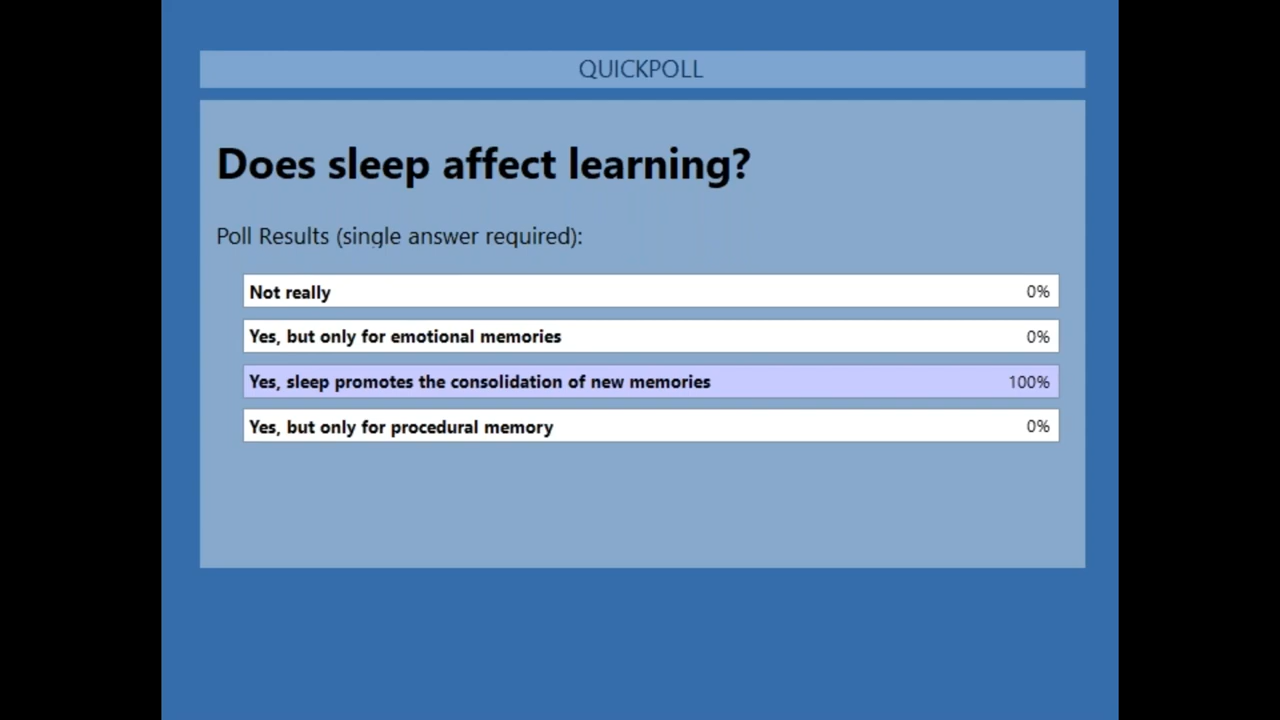 QUICKPOLL
Does sleep affect learning?
Poll Results (single answer required):
Not really 0%
Yes, but only for emotional memories 0%
Yes, sleep promotes the consolidation of new memories 100%
Yes, but only for procedural memory 0%